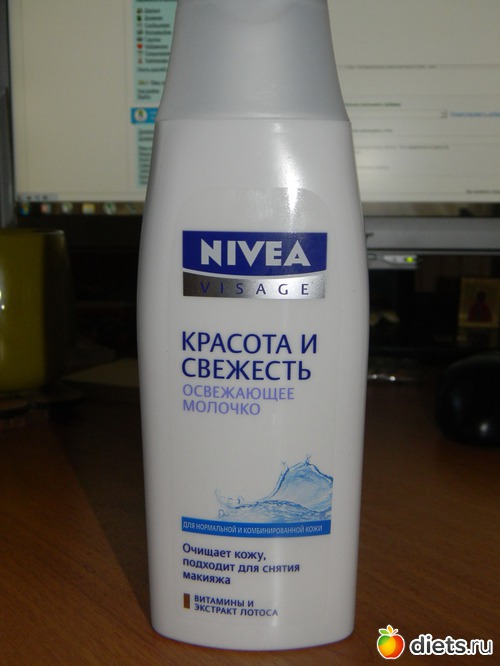 NIVEA
VISAGE
КРАСОТА И
СВЕЖЕСТЬ
ОСВЕЖАЮЩЕЕ
МОЛОЧКО
ДЛЯ НОРМАЛЬНОЙ И КОМБИНИРОВАННОЙ КОЖИ
Очищает кожу,
подходит для снятия
макияжа
ВИТАМИНЫ И
ЭКСТРАКТ ЛОТОСА
diets.ru